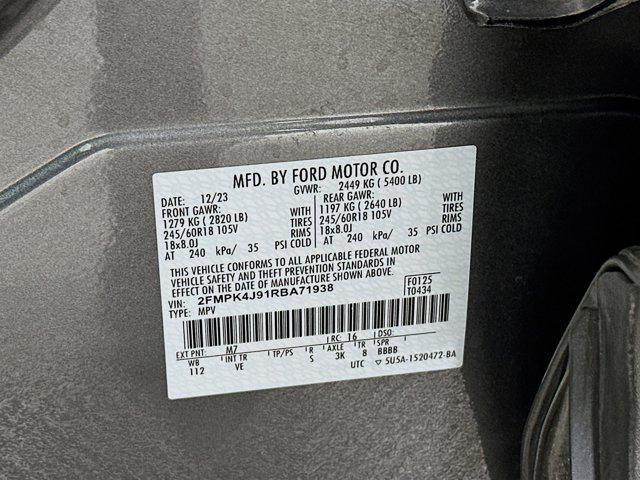 MFD. BY FORD MOTOR CO.
DATE: 12/23 GVWR: 2449 KG ( 5400 LB)
FRONT GAWR: REAR GAWR:
1279 KG ( 2820 LB) WITH 1197 KG ( 2640 LB) WITH
245/60R18 105V TIRES 245/60R18 105V TIRES
18x8.0J RIMS 18x8.0J RIMS
AT 240 kPa/ 35 PSI COLD AT 240 kPa/ 35 PSI COLD
THIS VEHICLE CONFORMS TO ALL APPLICABLE FEDERAL MOTOR
VEHICLE SAFETY AND THEFT PREVENTION STANDARDS IN
EFFECT ON THE DATE OF MANUFACTURE SHOWN ABOVE.
VIN: 2FMPK4J91RBA71938 F0125
TYPE: MPV T0434
EXT PNT: M7 RC: 16 DSO:
WB INT TR TP/PS R AXLE TR SPR
112 VE S 3K 8 BBBB
UTC 5U5A-1520472-BA